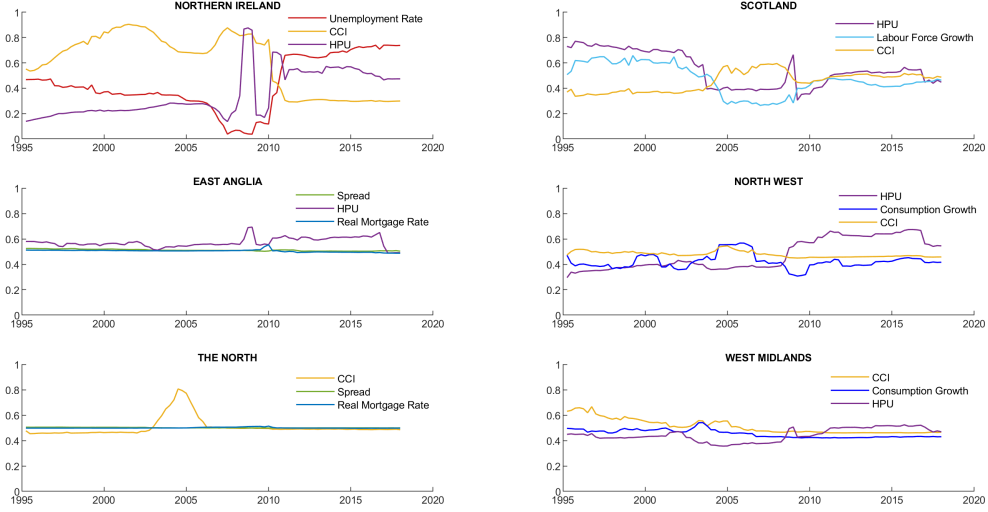 NORTHERN IRELAND
1
0.8
0.6
0.4
0.2
0
1995 2000 2005 2010 2015 2020
Unemployment Rate
CCI
HPU
SCOTLAND
1
0.8
0.6
0.4
0.2
0
1995 2000 2005 2010 2015 2020
HPU
Labour Force Growth
CCI
EAST ANGLIA
1
0.8
0.6
0.4
0.2
0
1995 2000 2005 2010 2015 2020
Spread
HPU
Real Mortgage Rate
NORTH WEST
1
0.8
0.6
0.4
0.2
0
1995 2000 2005 2010 2015 2020
HPU
Consumption Growth
CCI
THE NORTH
1
0.8
0.6
0.4
0.2
0
1995 2000 2005 2010 2015 2020
CCI
Spread
Real Mortgage Rate
WEST MIDLANDS
1
0.8
0.6
0.4
0.2
0
1995 2000 2005 2010 2015 2020
CCI
Consumption Growth
HPU